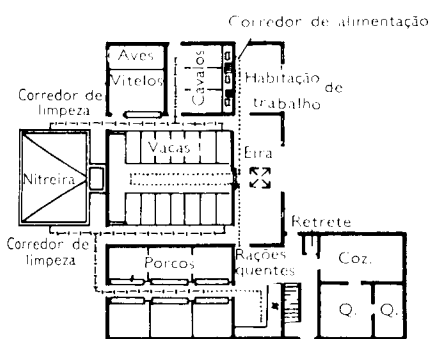 Corredor de alimentação
Aves
Vitelos
Cavalos
Habitação de
trabalho
Corredor de
limpeza
Vacas
Eira
Nitreira
Retrete
Corredor de
limpeza
Porcos
Rações
quentes
Coz.
Q. Q.